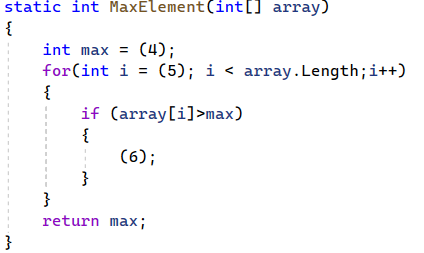 static int MaxElement(int[] array)
{
    int max = (4);
    for(int i = (5); i < array.Length;i++)
    {
        if (array[i]>max)
        {
            (6);
        }
    }
    return max;
}